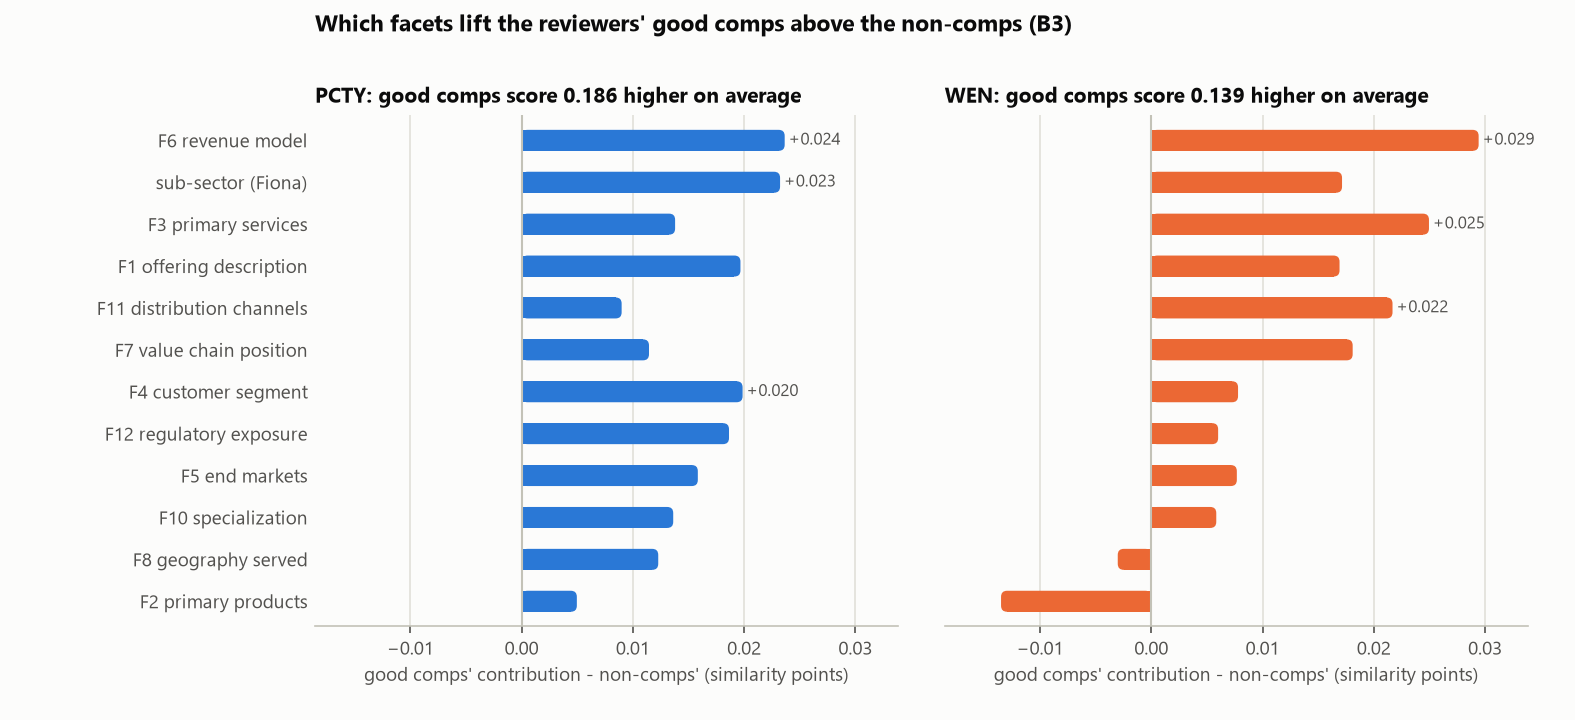 Which facets lift the reviewers' good comps above the non-comps (B3)
PCTY: good comps score 0.186 higher on average
F6 revenue model
+0.024
sub-sector (Fiona)
+0.023
F3 primary services
F1 offering description
F11 distribution channels
F7 value chain position
F4 customer segment
+0.020
F12 regulatory exposure
F5 end markets
F10 specialization
F8 geography served
F2 primary products
−0.01 0.00 0.01 0.02 0.03
good comps' contribution - non-comps' (similarity points)
WEN: good comps score 0.139 higher on average
+0.029
+0.025
+0.022
−0.01 0.00 0.01 0.02 0.03
good comps' contribution - non-comps' (similarity points)